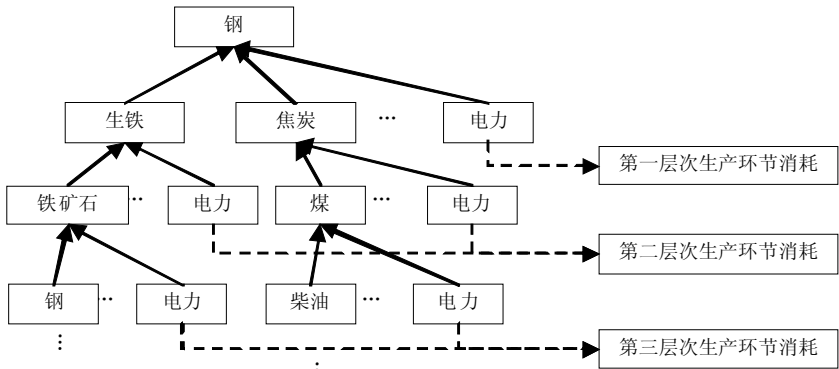 钢
生铁 焦炭 … 电力
第一层次生产环节消耗
铁矿石 … 电力 煤 … 电力
第二层次生产环节消耗
钢 … 电力 柴油 … 电力
第三层次生产环节消耗